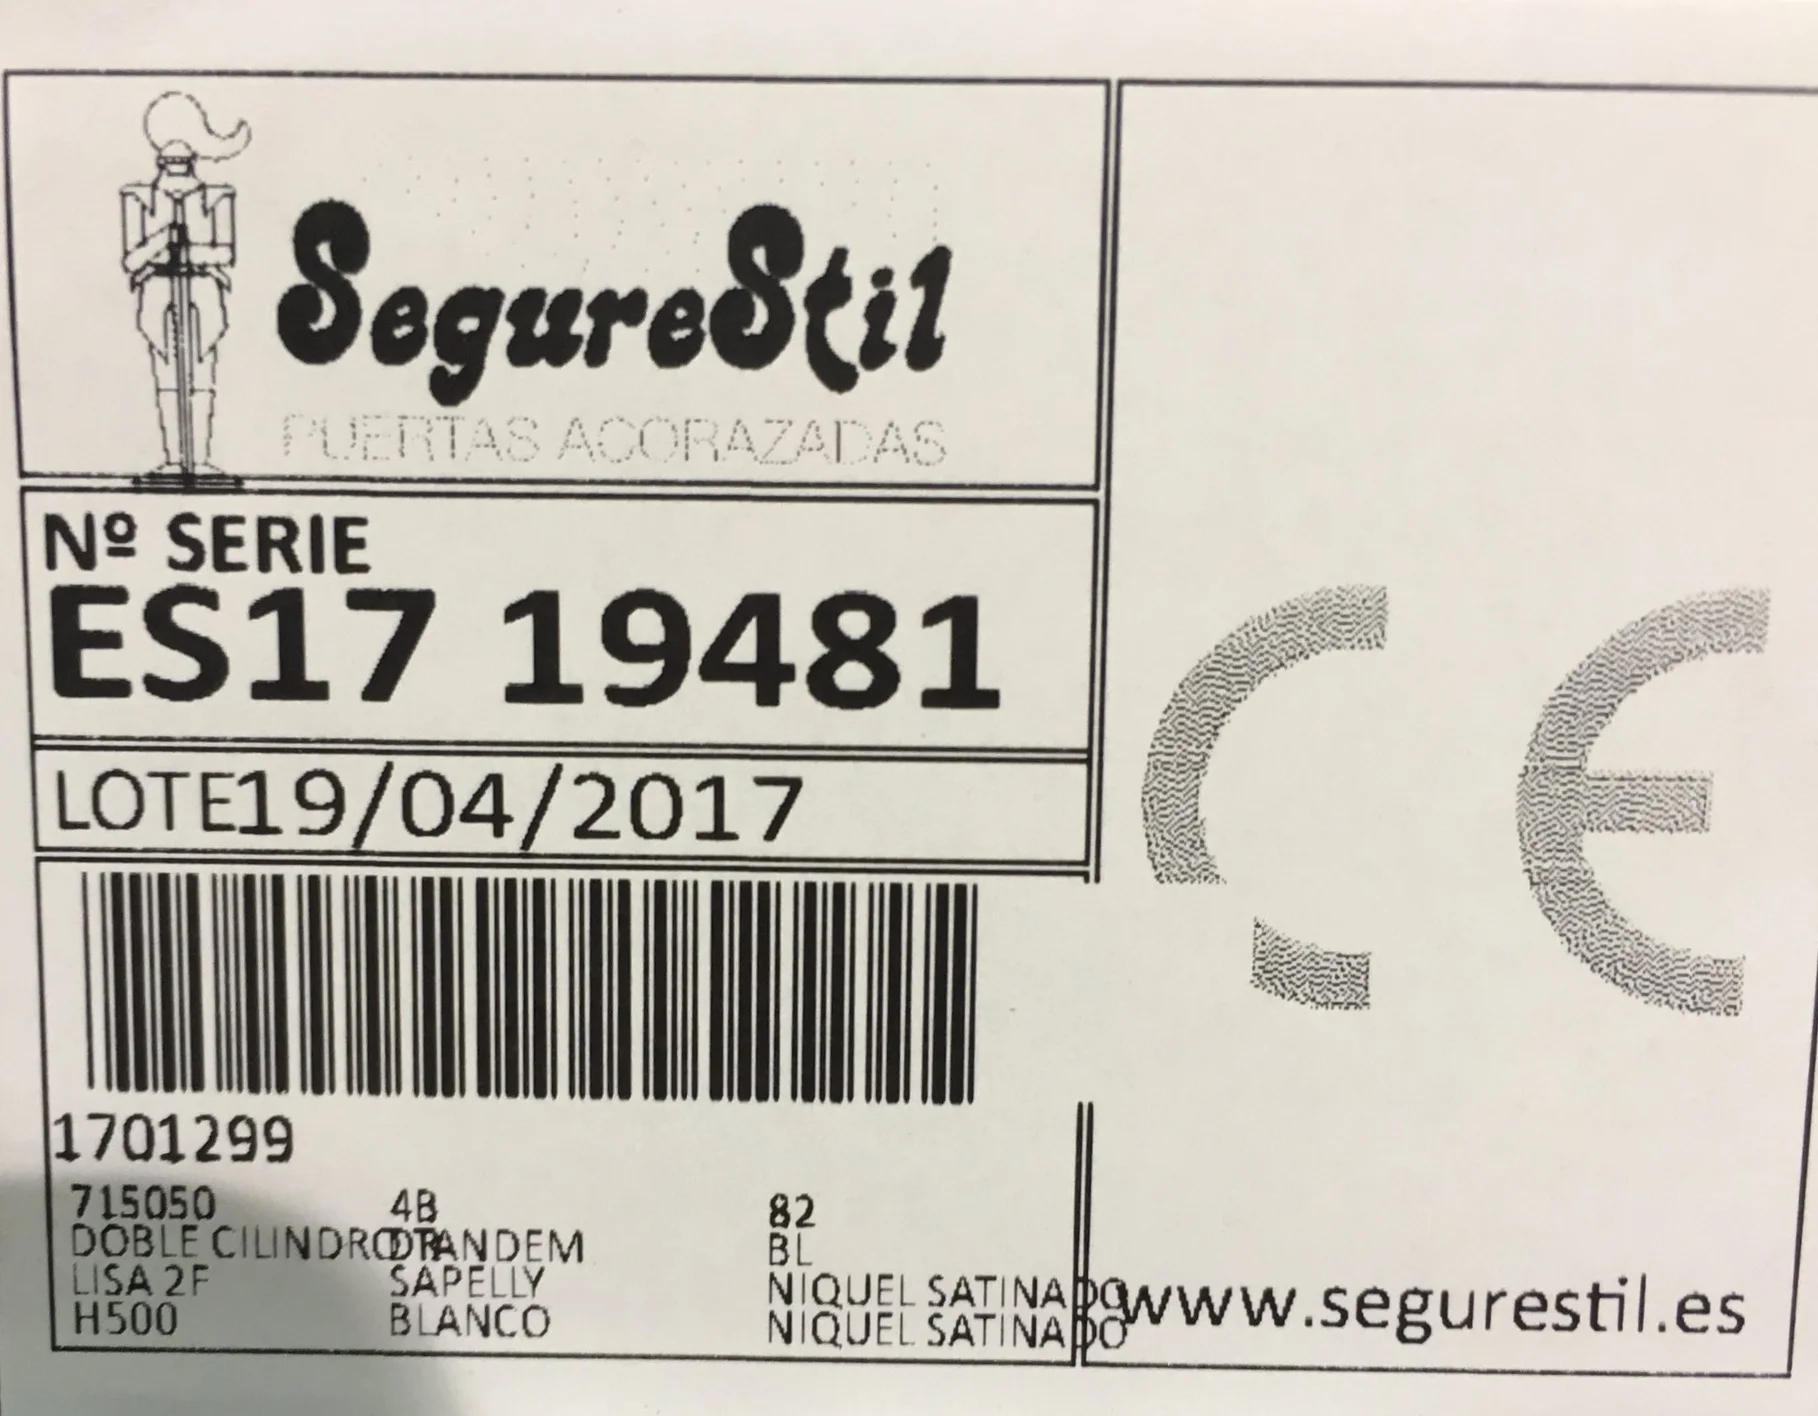 SegureStil
PUERTAS ACORAZADAS
Nº SERIE
ES17 19481
LOTE19/04/2017
CE
1701299
715050 4B 82
DOBLE CILINDRO TANDEM BL
LISA 2F SAPELLY NIQUEL SATINADO
H500 BLANCO NIQUEL SATINADO
www.segurestil.es